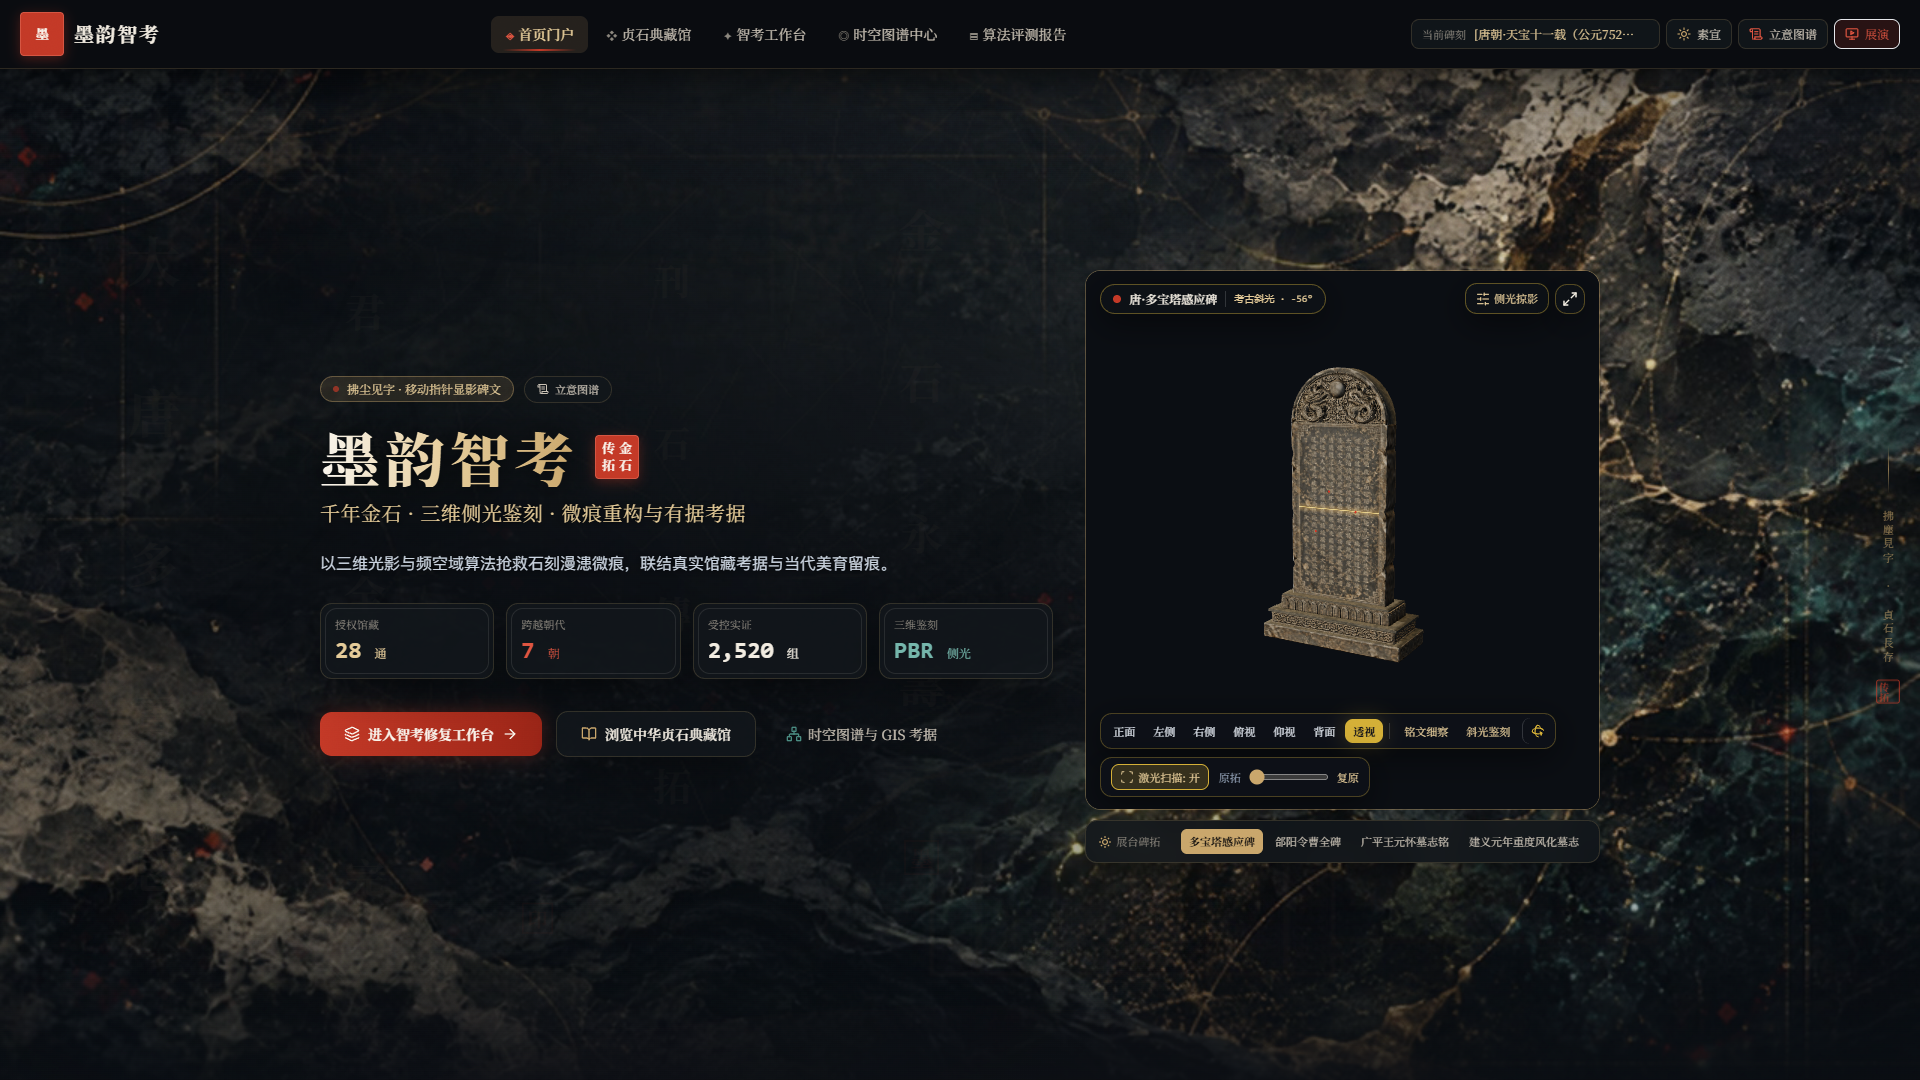 墨 墨韵智考
首页门户 贞石典藏馆 智考工作台 时空图谱中心 算法评测报告
当前碑刻 [唐朝·天宝十一载（公元752…
素宣 立意图谱 展演
拂尘见字 · 移动指针显影碑文 立意图谱
墨韵智考
金石传拓
千年金石 · 三维侧光鉴刻 · 微痕重构与有据考据
以三维光影与频空域算法抢救石刻漫漶微痕，联结真实馆藏考据与当代美育留痕。
授权馆藏
28 通
跨越朝代
7 朝
受控实证
2,520 组
三维鉴刻
PBR 侧光
进入智考修复工作台 → 浏览中华贞石典藏馆 时空图谱与 GIS 考据
唐·多宝塔感应碑 考古斜光 · -56°
侧光掠影
正面 左侧 右侧 俯视 仰视 背面 透视 铭文细察 斜光鉴刻
激光扫描: 开 原拓 复原
展台碑拓 多宝塔感应碑 郃阳令曹全碑 广平王元怀墓志铭 建义元年重度风化墓志
拂塵見字 · 貞石長存